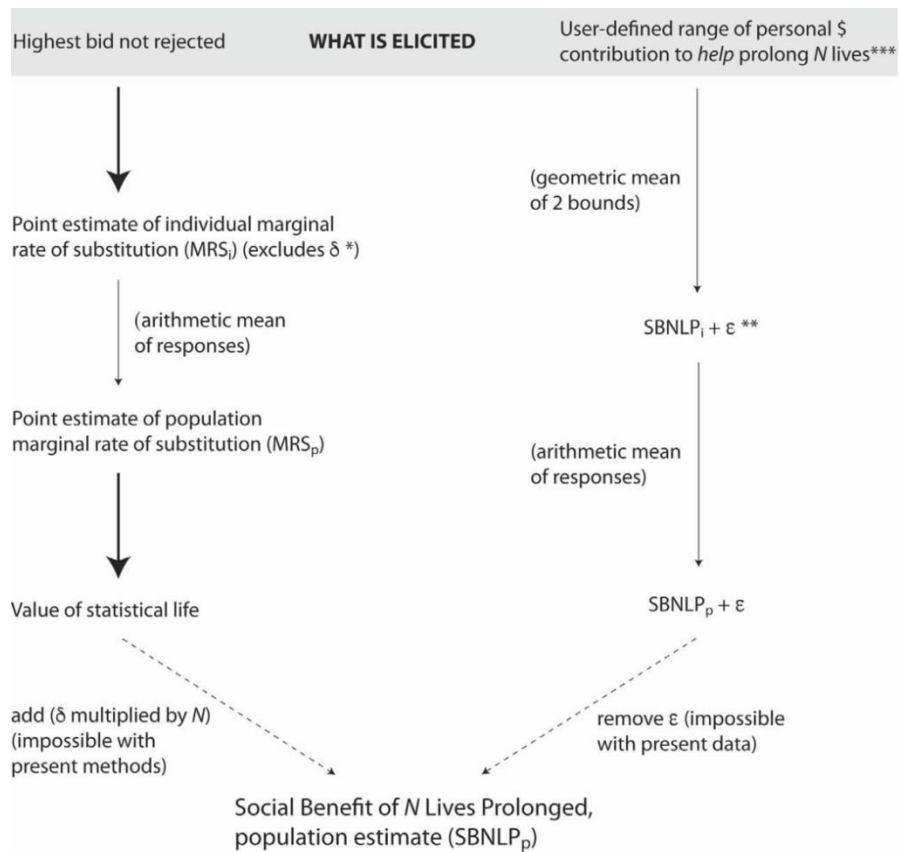 Highest bid not rejected
WHAT IS ELICITED
User-defined range of personal $
contribution to help prolong N lives***
(geometric mean
of 2 bounds)
Point estimate of individual marginal
rate of substitution (MRSi) (excludes δ *)
(arithmetic mean
of responses)
SBNLPi + ε **
Point estimate of population
marginal rate of substitution (MRSp)
(arithmetic mean
of responses)
Value of statistical life
SBNLPp + ε
add (δ multiplied by N)
(impossible with
present methods)
remove ε (impossible
with present data)
Social Benefit of N Lives Prolonged,
population estimate (SBNLPp)